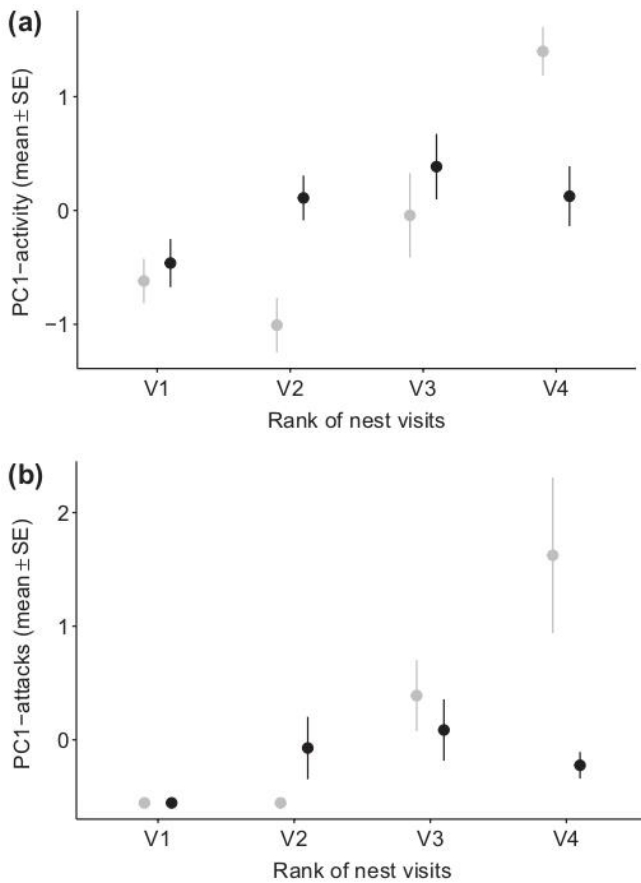 (a)
PC1−activity (mean ± SE)
1
0
−1
V1 V2 V3 V4
Rank of nest visits
(b)
PC1−attacks (mean ± SE)
2
1
0
V1 V2 V3 V4
Rank of nest visits